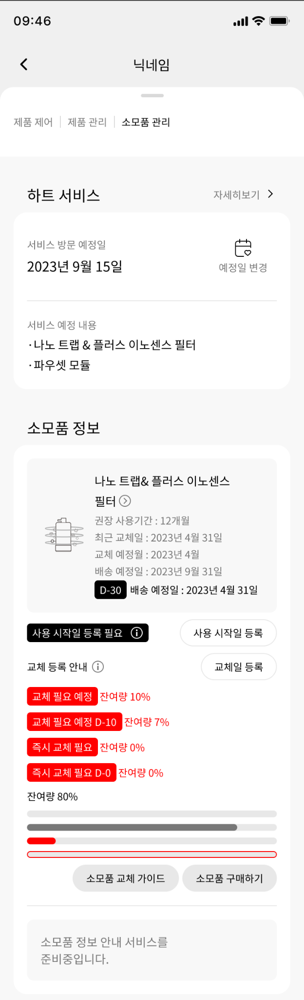 09:46
닉네임
제품 제어 제품 관리 소모품 관리
하트 서비스 자세히보기
서비스 방문 예정일
2023년 9월 15일
예정일 변경
서비스 예정 내용
·나노 트랩 & 플러스 이노센스 필터
·파우셋 모듈
소모품 정보
나노 트랩& 플러스 이노센스
필터
권장 사용기간 : 12개월
최근 교체일 : 2023년 4월 31일
교체 예정월 : 2023년 4월
배송 예정일 : 2023년 9월 31일
D-30 배송 예정일 : 2023년 4월 31일
사용 시작일 등록 필요 사용 시작일 등록
교체 등록 안내 교체일 등록
교체 필요 예정 잔여량 10%
교체 필요 예정 D-10 잔여량 7%
즉시 교체 필요 잔여량 0%
즉시 교체 필요 D-0 잔여량 0%
잔여량 80%
소모품 교체 가이드 소모품 구매하기
소모품 정보 안내 서비스를
준비중입니다.